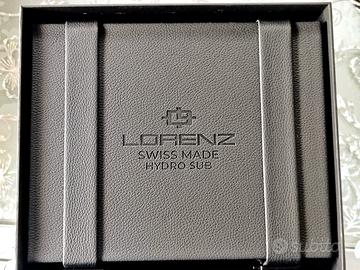 LORENZ
SWISS MADE
HYDRO SUB
subito